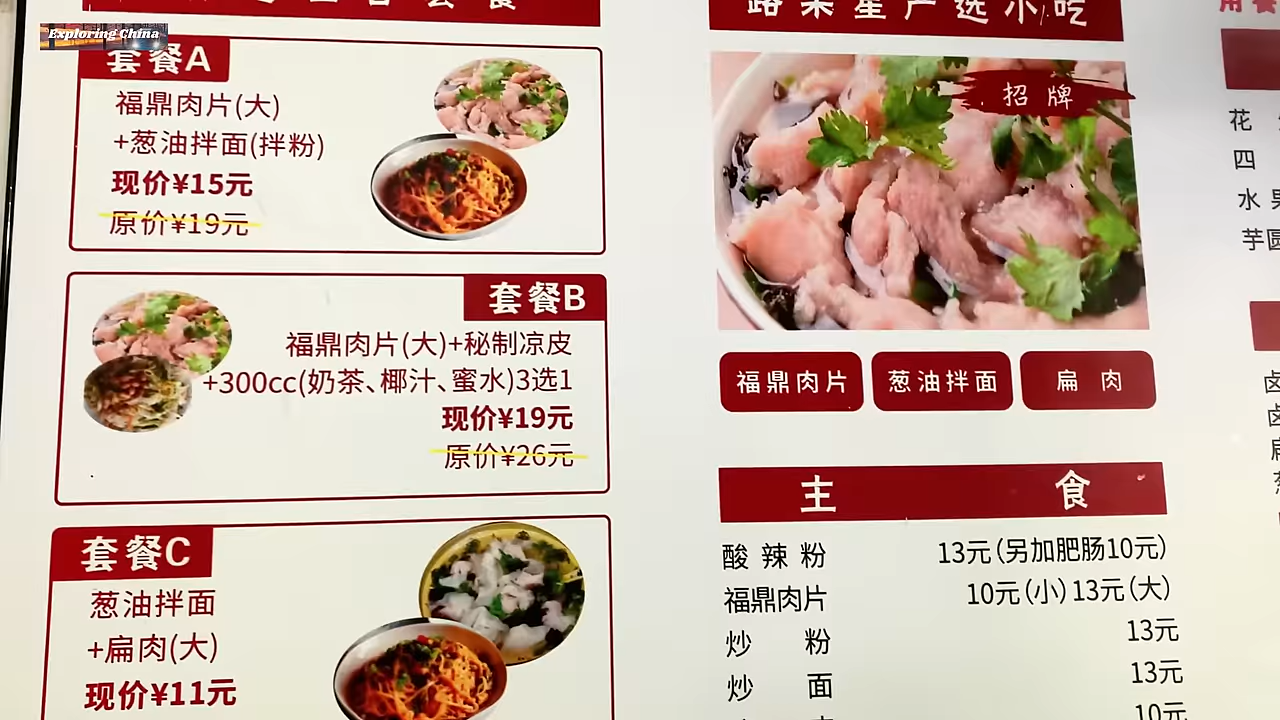 Exploring China
套餐A
福鼎肉片(大)
+葱油拌面(拌粉)
现价¥15元
原价¥19元
套餐B
福鼎肉片(大)+秘制凉皮
+300cc(奶茶、椰汁、蜜水)3选1
现价¥19元
原价¥26元
套餐C
葱油拌面
+扁肉(大)
现价¥11元
选小吃
招牌
福鼎肉片 葱油拌面 扁肉
主食
酸辣粉 13元(另加肥肠10元)
福鼎肉片 10元(小)13元(大)
炒粉 13元
炒面 13元
10元
花
四
水果
芋圆